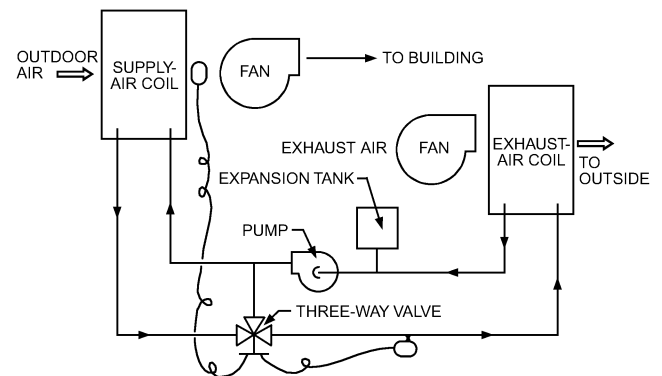 OUTDOOR
AIR
SUPPLY-
AIR COIL
FAN
TO BUILDING
EXHAUST AIR
FAN
EXHAUST-
AIR COIL
TO
OUTSIDE
EXPANSION TANK
PUMP
THREE-WAY VALVE